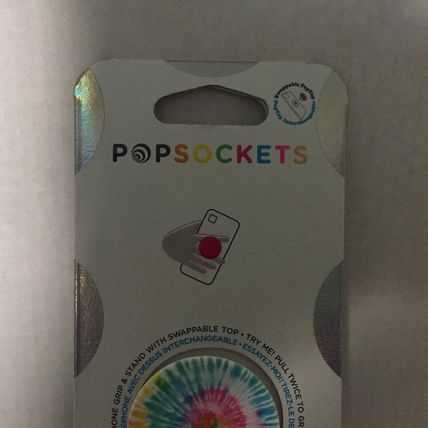 Swappable PopTop
POPSOCKETS
GRIP & STAND WITH SWAPPABLE TOP • TRY ME! PULL TWICE TO
AVEC DESSUS INTERCHANGEABLE • ESSAYEZ-MOI! TIREZ-LE